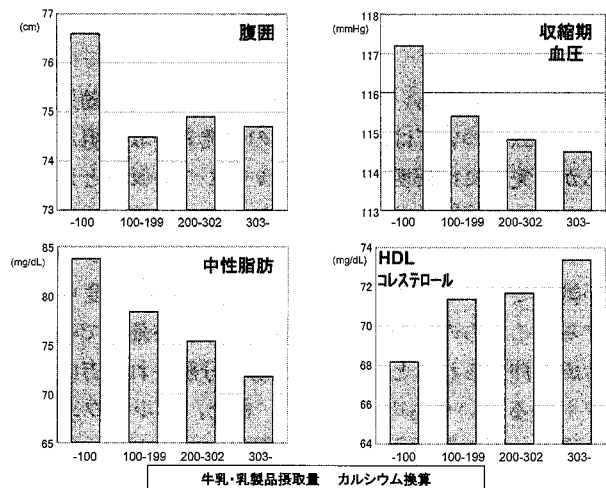 (cm)
腹囲
77
76
75
74
73
-100 100-199 200-302 303-
(mmHg)
収縮期
血圧
118
117
116
115
114
113
-100 100-199 200-302 303-
(mg/dL)
中性脂肪
85
80
75
70
65
-100 100-199 200-302 303-
(mg/dL)
HDL
コレステロール
74
72
70
68
66
64
-100 100-199 200-302 303-
牛乳・乳製品摂取量 カルシウム換算